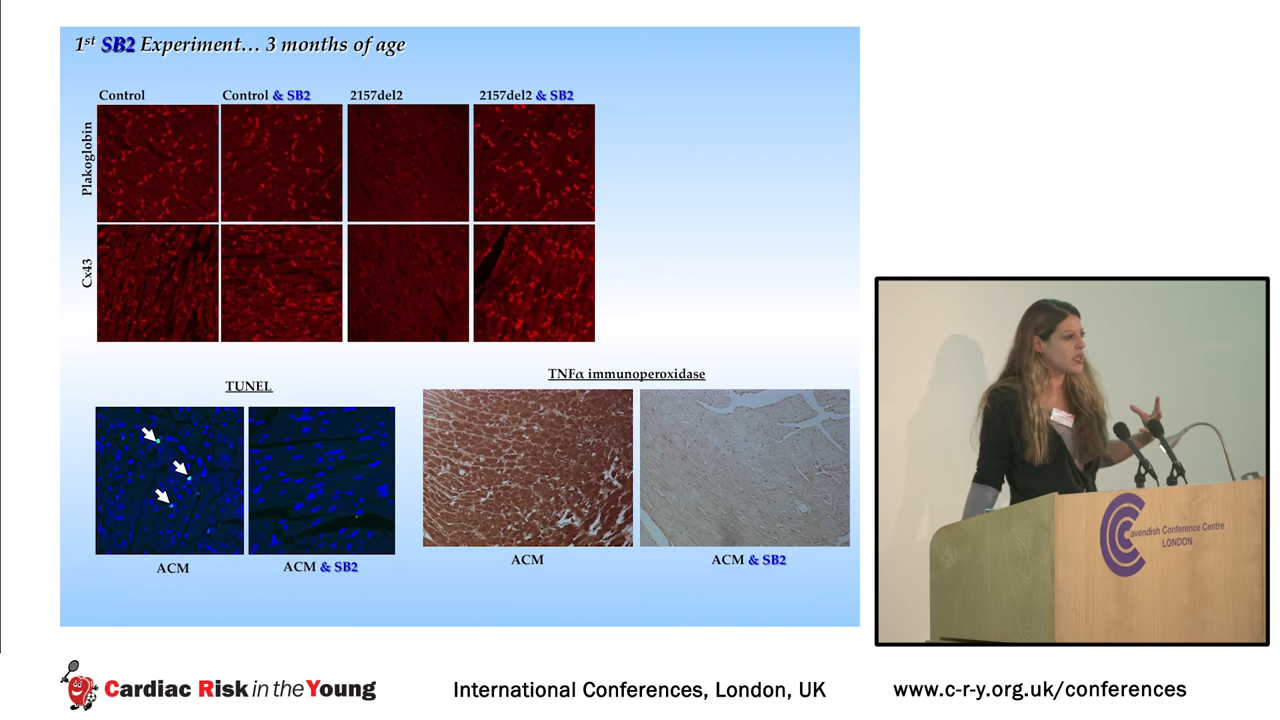 1st SB2 Experiment… 3 months of age
Control
Control & SB2
2157del2
2157del2 & SB2
Plakoglobin
Cx43
TUNEL
TNFα immunoperoxidase
ACM
ACM & SB2
ACM
ACM & SB2
Cavendish Conference Centre
LONDON
Cardiac Risk in the Young
International Conferences, London, UK
www.c-r-y.org.uk/conferences